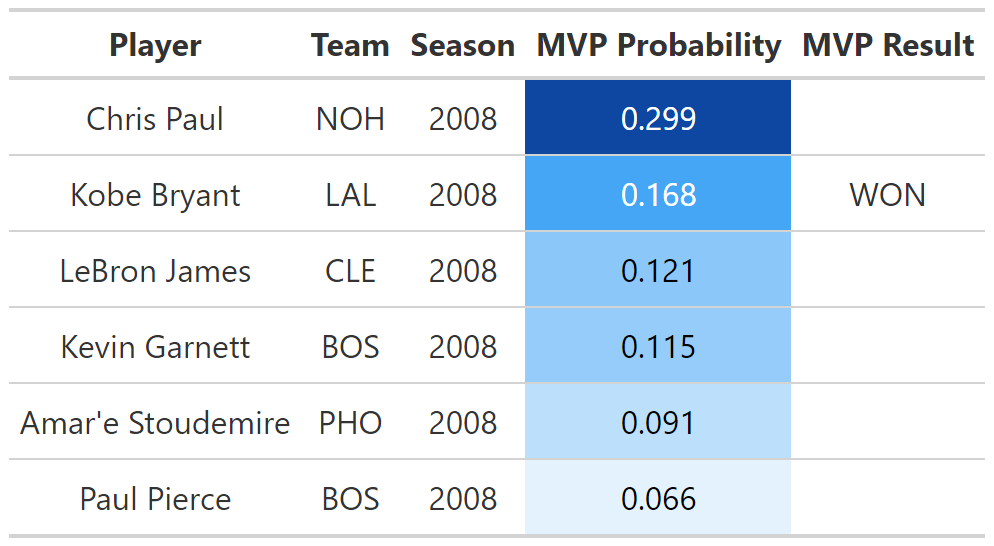 Player Team Season MVP Probability MVP Result
Chris Paul NOH 2008 0.299
Kobe Bryant LAL 2008 0.168 WON
LeBron James CLE 2008 0.121
Kevin Garnett BOS 2008 0.115
Amar'e Stoudemire PHO 2008 0.091
Paul Pierce BOS 2008 0.066